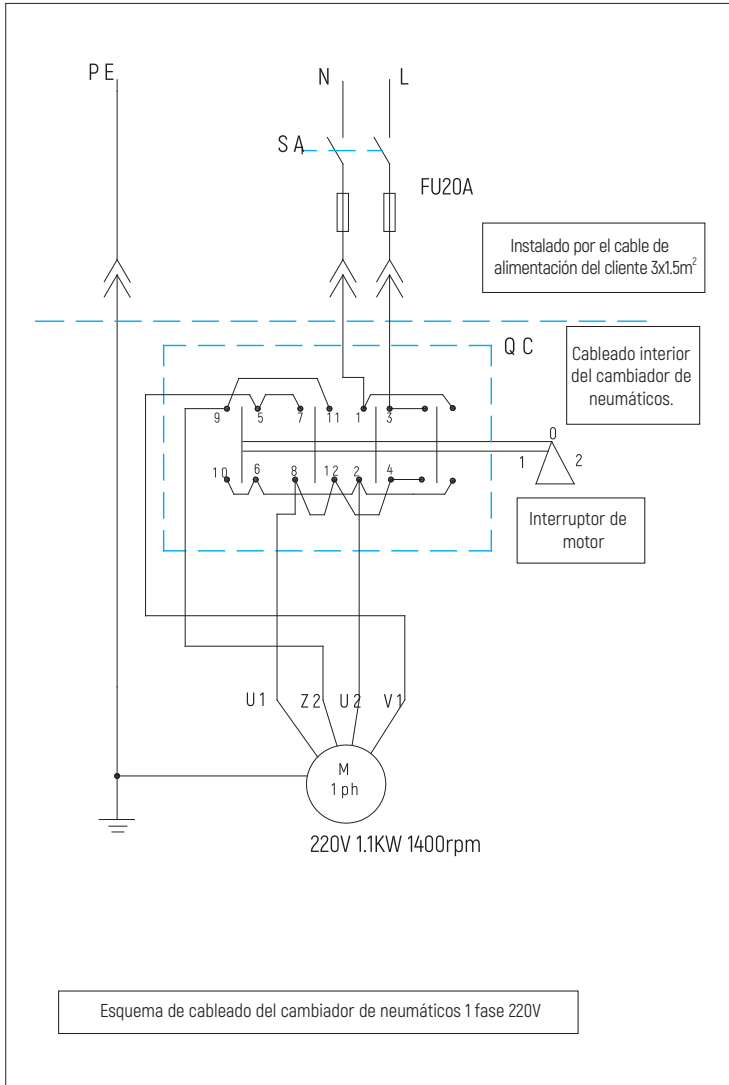 PE
N L
SA
FU20A
Instalado por el cable de
alimentación del cliente 3x1.5m²
QC
Cableado interior
del cambiador de
neumáticos.
9 5 7 11 1 3
0
1 2
10 6 8 12 2 4
Interruptor de
motor
U1 Z2 U2 V1
M
1 ph
220V 1.1KW 1400rpm
Esquema de cableado del cambiador de neumáticos 1 fase 220V